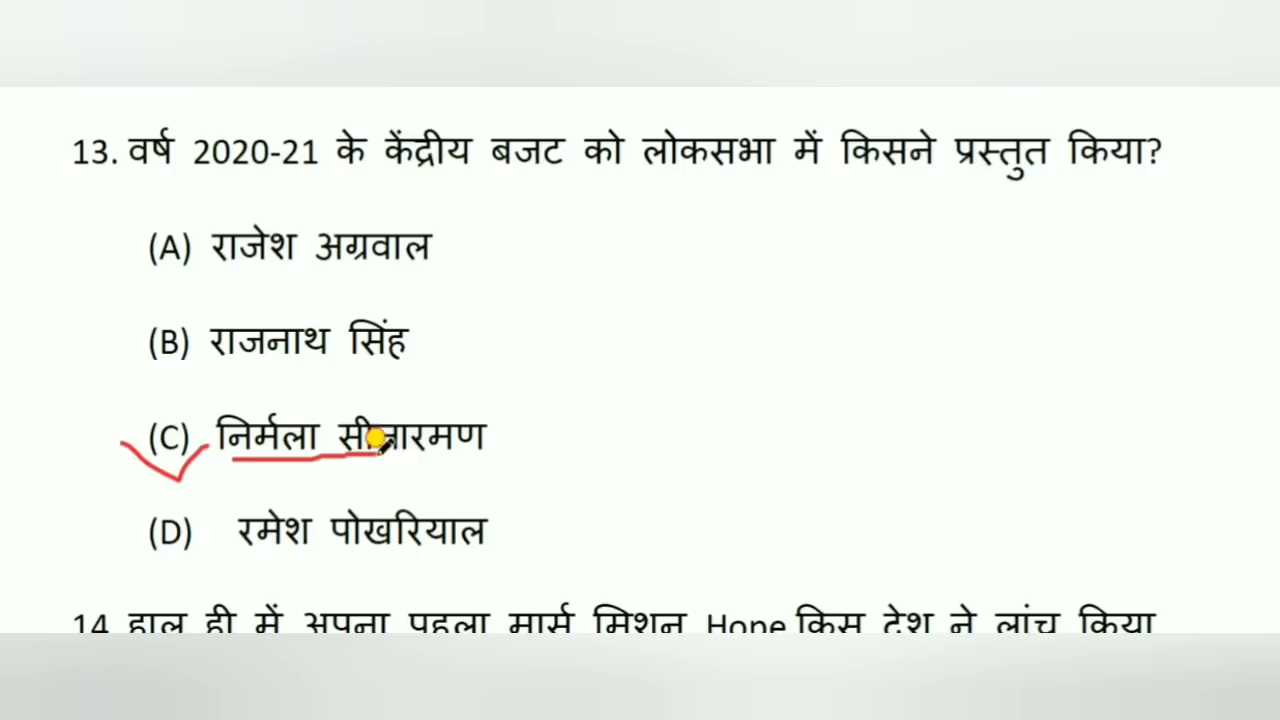 13. वर्ष 2020-21 के केंद्रीय बजट को लोकसभा में किसने प्रस्तुत किया?
(A) राजेश अग्रवाल
(B) राजनाथ सिंह
(C) निर्मला सीतारमण
(D) रमेश पोखरियाल
14. हाल ही में अपना पहला मार्स मिशन Hope किस देश ने लांच किया